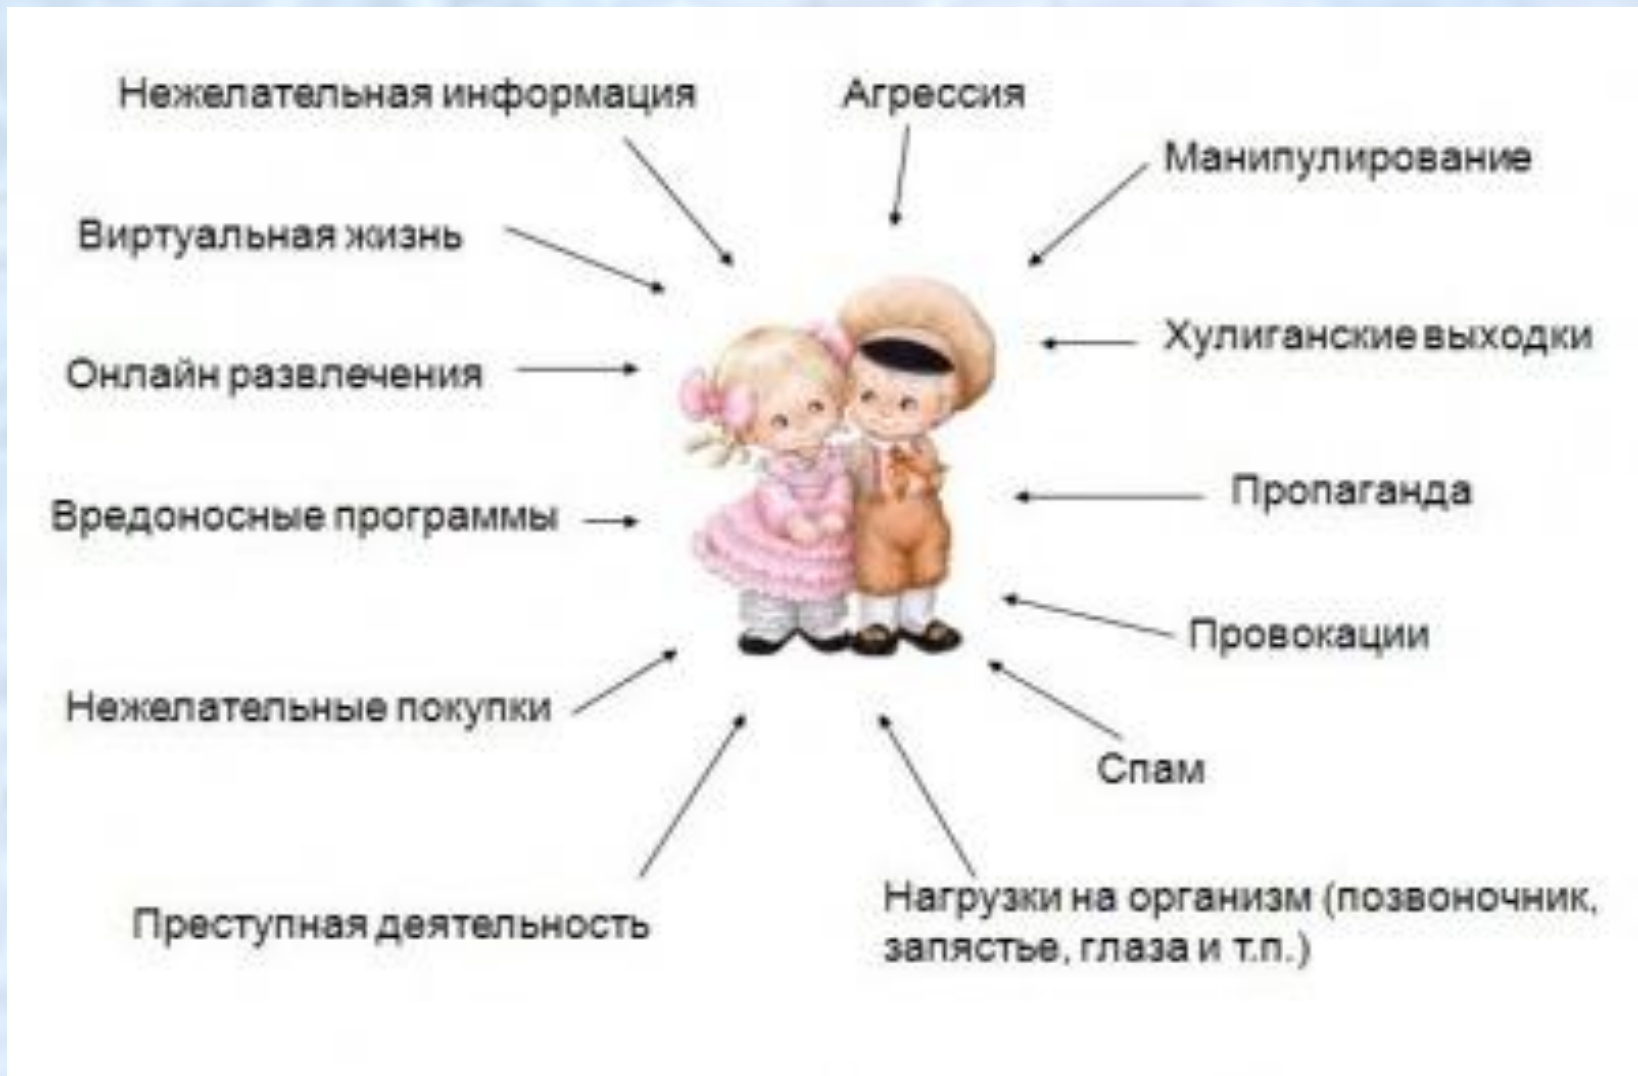 Нежелательная информация
Агрессия
Манипулирование
Виртуальная жизнь
Хулиганские выходки
Онлайн развлечения
Пропаганда
Вредоносные программы
Провокации
Нежелательные покупки
Спам
Преступная деятельность
Нагрузки на организм (позвоночник,
запястье, глаза и т.п.)